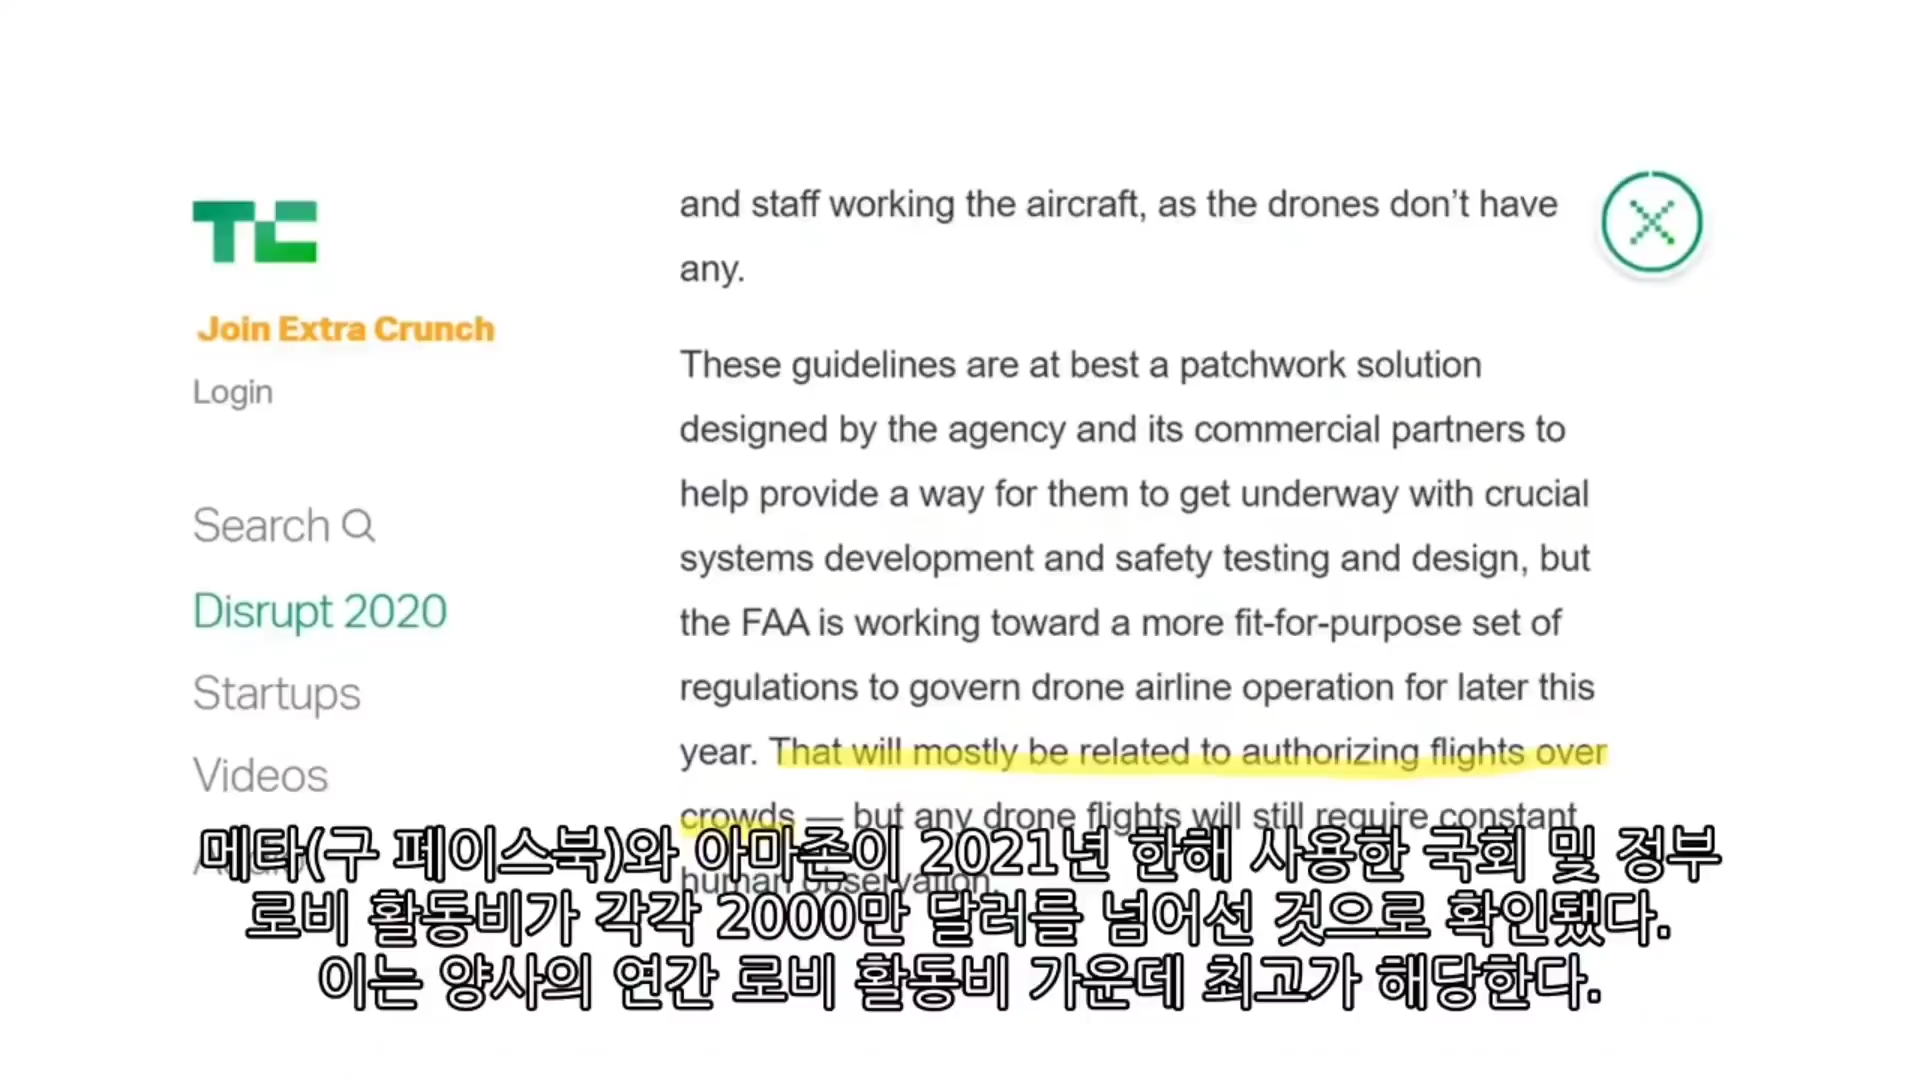 TC
Join Extra Crunch
Login
Search
Disrupt 2020
Startups
Videos
and staff working the aircraft, as the drones don’t have
any.
These guidelines are at best a patchwork solution
designed by the agency and its commercial partners to
help provide a way for them to get underway with crucial
systems development and safety testing and design, but
the FAA is working toward a more fit-for-purpose set of
regulations to govern drone airline operation for later this
year. That will mostly be related to authorizing flights over
crowds — but any drone flights will still require constant
human observation.
메타(구 페이스북)와 아마존이 2021년 한해 사용한 국회 및 정부
로비 활동비가 각각 2000만 달러를 넘어선 것으로 확인됐다.
이는 양사의 연간 로비 활동비 가운데 최고가 해당한다.